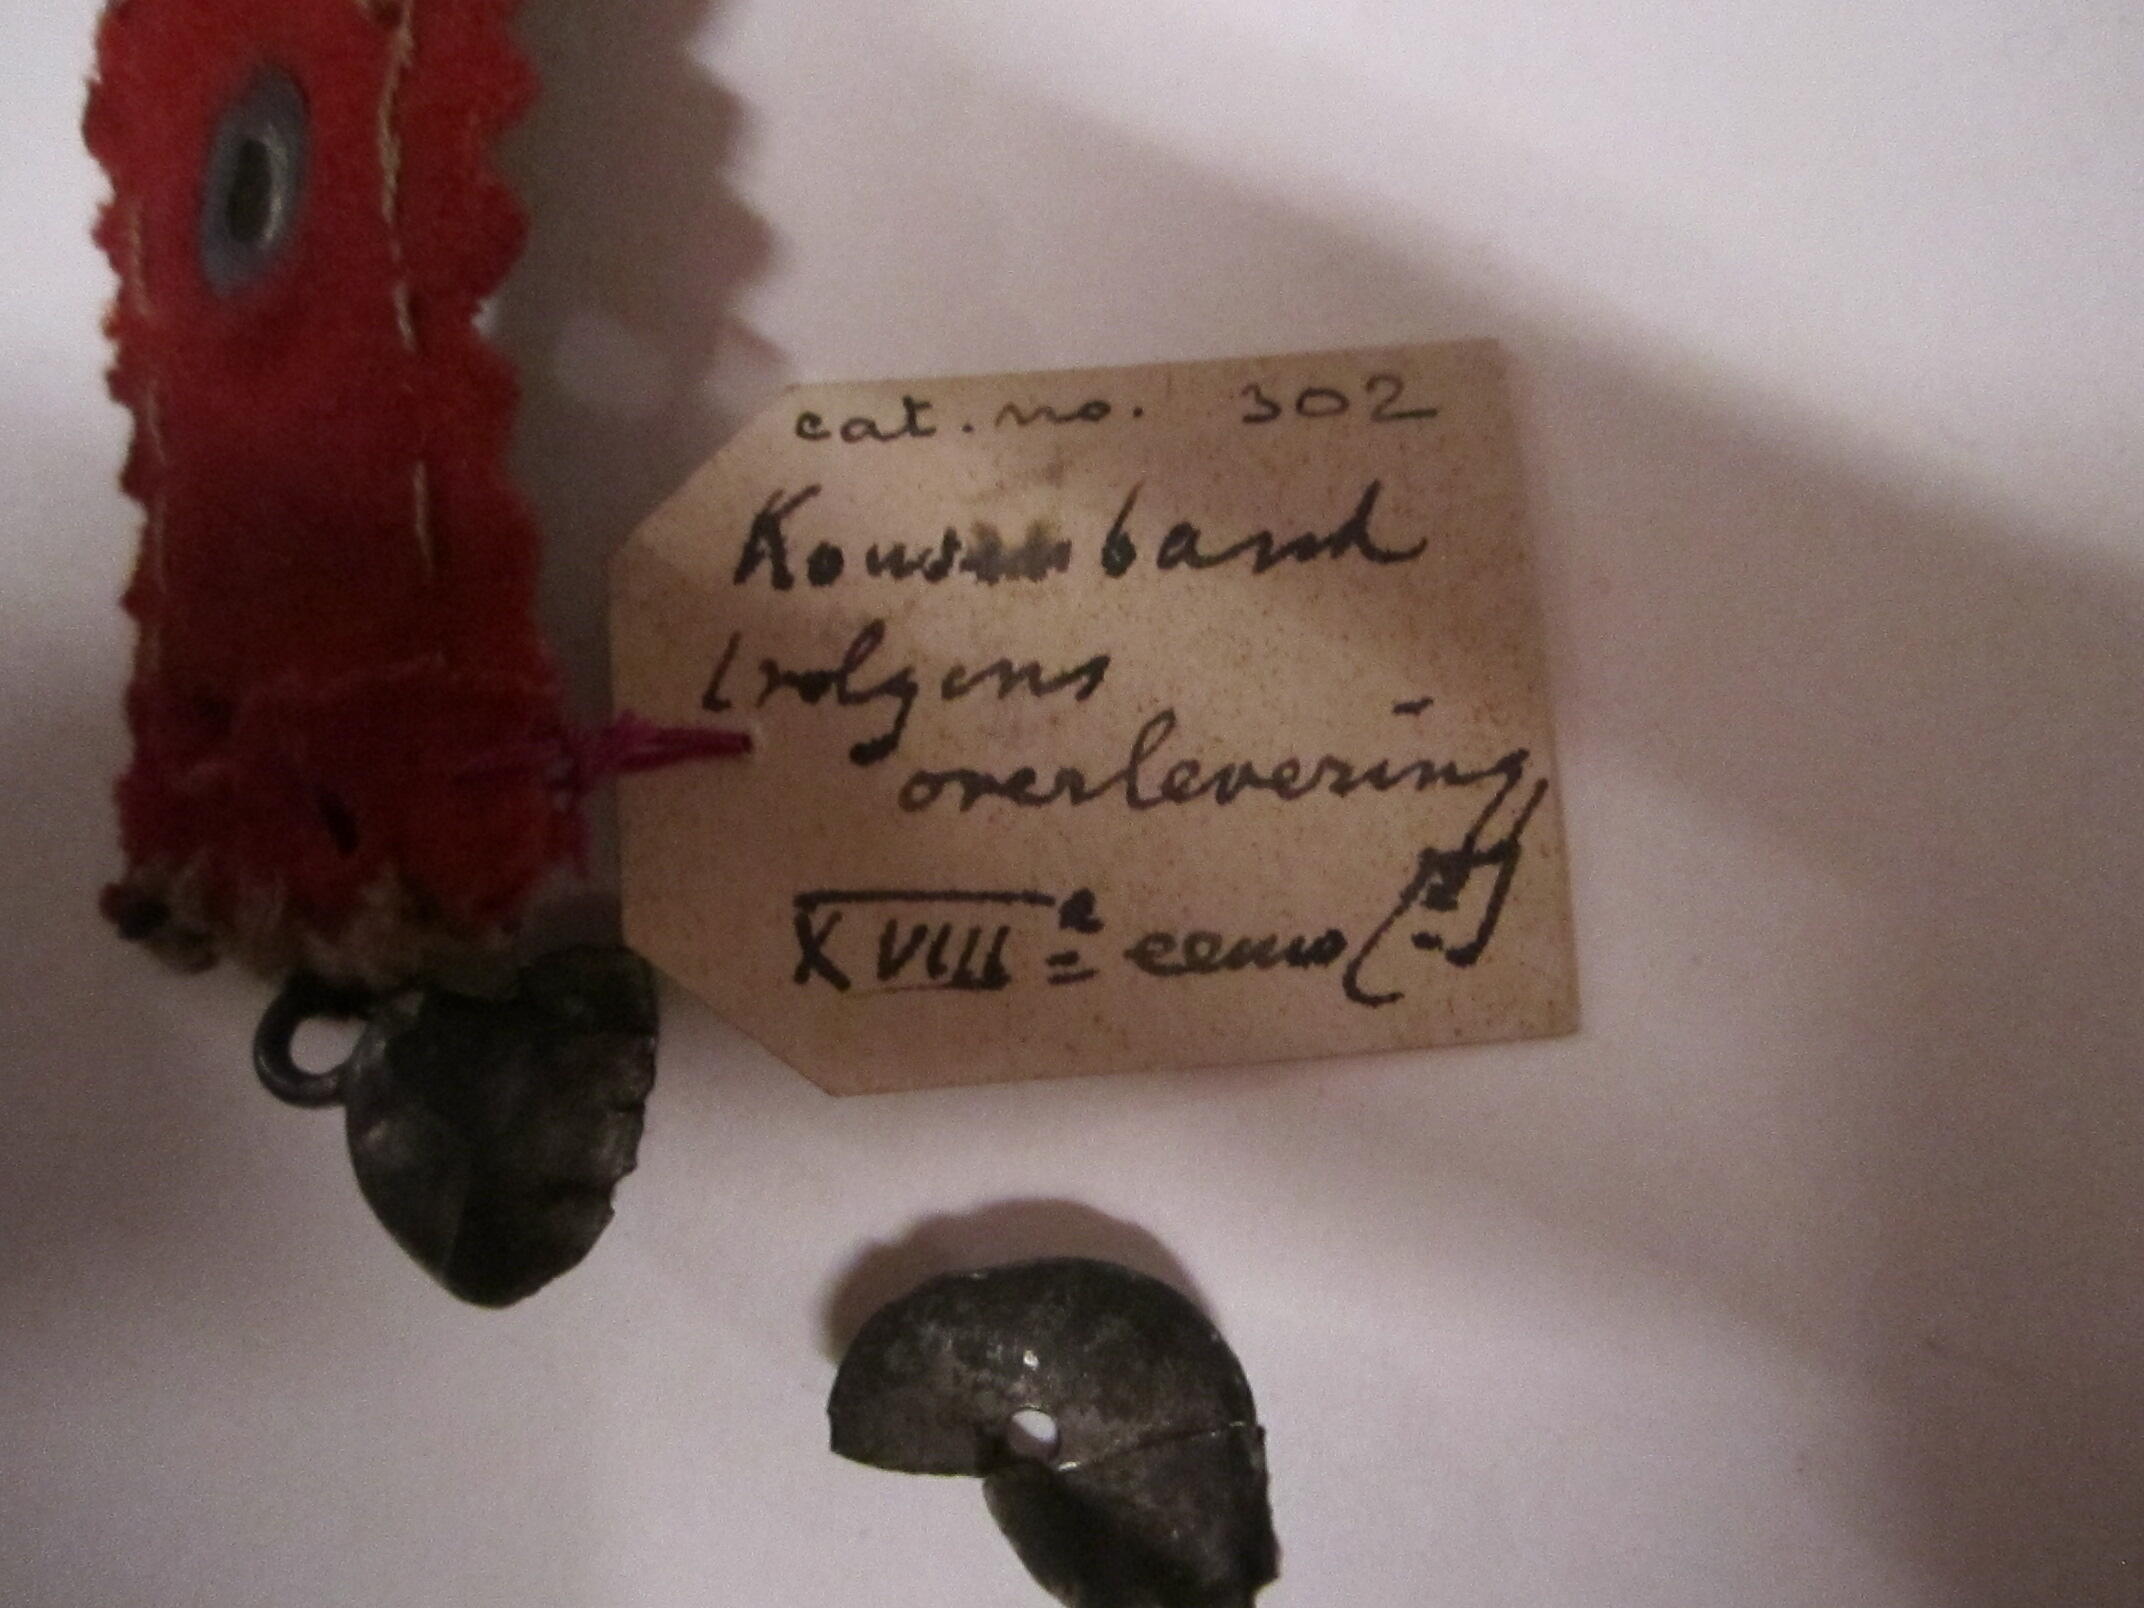 cat. no. 302
Kousenband
(volgens
overlevering)
XVIIIe eeuw (?)